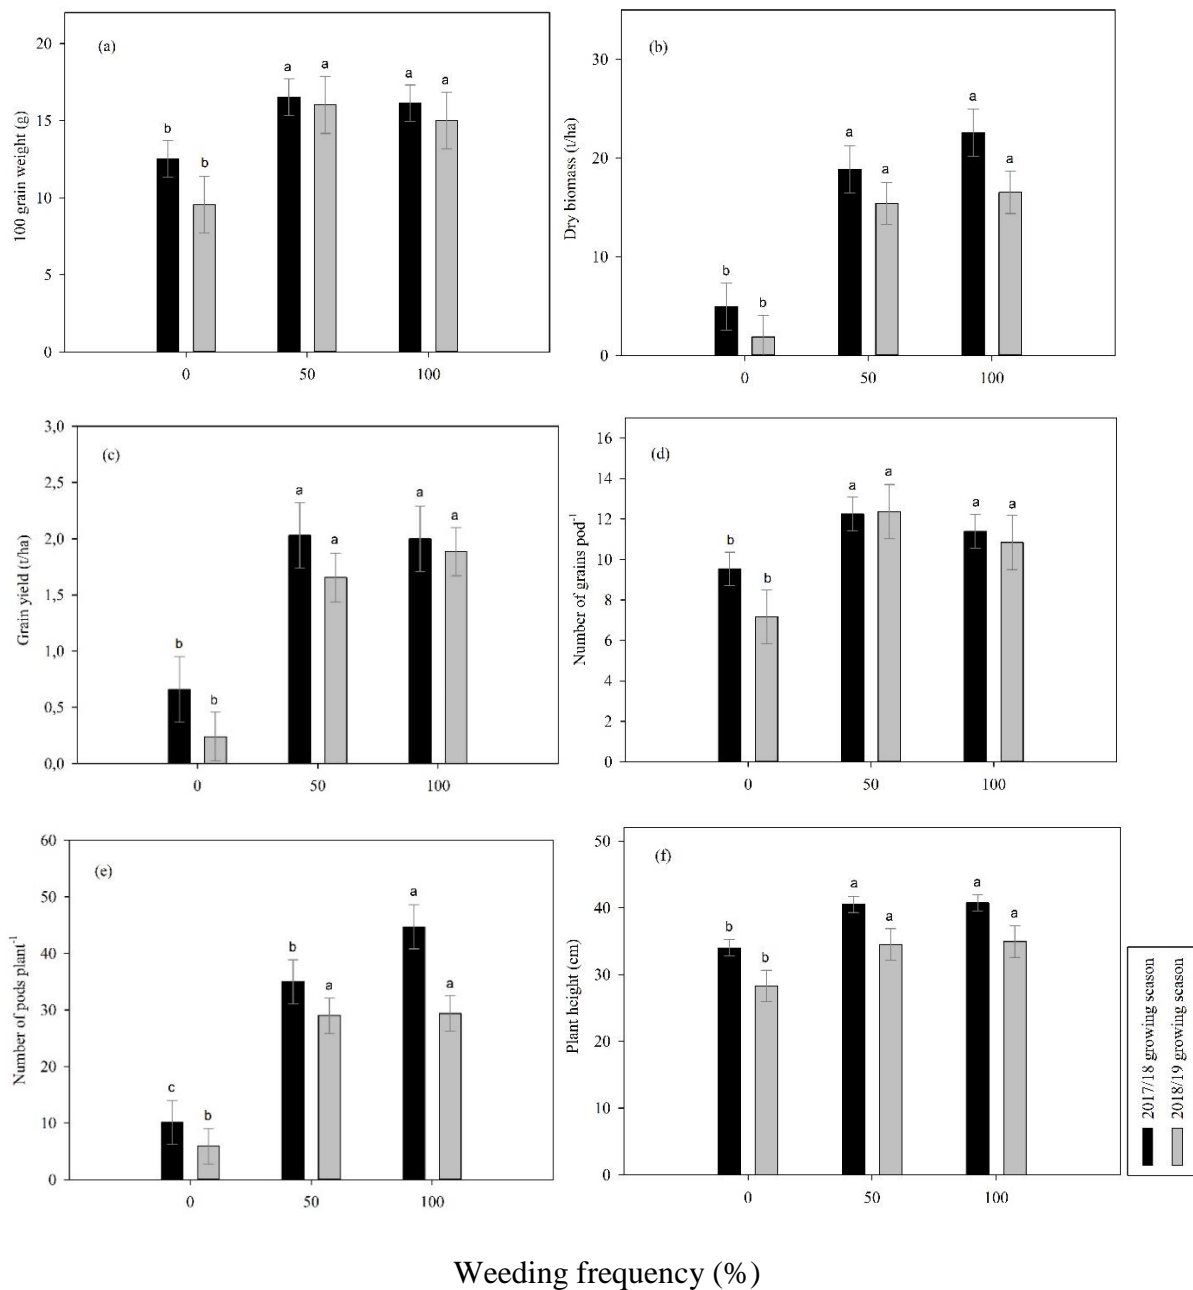 (a)
100 grain weight (g)
20
15
10
5
0
b
b
a
a
a
a
0
50
100
(b)
Dry biomass (t/ha)
30
20
10
0
b
b
a
a
a
a
0
50
100
(c)
Grain yield (t/ha)
3,0
2,5
2,0
1,5
1,0
0,5
0,0
b
b
a
a
a
a
0
50
100
(d)
Number of grains pod⁻¹
16
14
12
10
8
6
4
2
0
b
b
a
a
a
a
0
50
100
(e)
Number of pods plant⁻¹
60
50
40
30
20
10
0
c
b
b
a
a
a
0
50
100
(f)
Plant height (cm)
50
40
30
20
10
0
b
b
a
a
a
a
0
50
100
2017/18 growing season
2018/19 growing season
Weeding frequency (%)